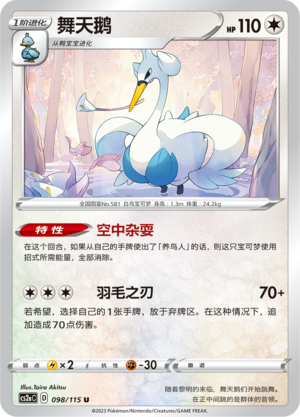 1阶进化
舞天鹅
HP 110
从鸭宝宝进化
全国图鉴No.581 白鸟宝可梦 身高：1.3m 体重：24.2kg
特性 空中杂耍
在这个回合，如果从自己的手牌使出了「养鸟人」的话，则这只宝可梦使用
招式所需能量，全部消除。
羽毛之刃 70+
若希望，选择自己的1张手牌，放于弃牌区。在这种情况下，追
加造成70点伤害。
弱点 ×2 抗性 -30 撤退
Illus.Taira Akitsu
CS3aC D 098/115 U
随着黎明的来临，舞天鹅们开始跳舞。
在正中间跳的是群体的首领。
©2023 Pokémon/Nintendo/Creatures/GAME FREAK.